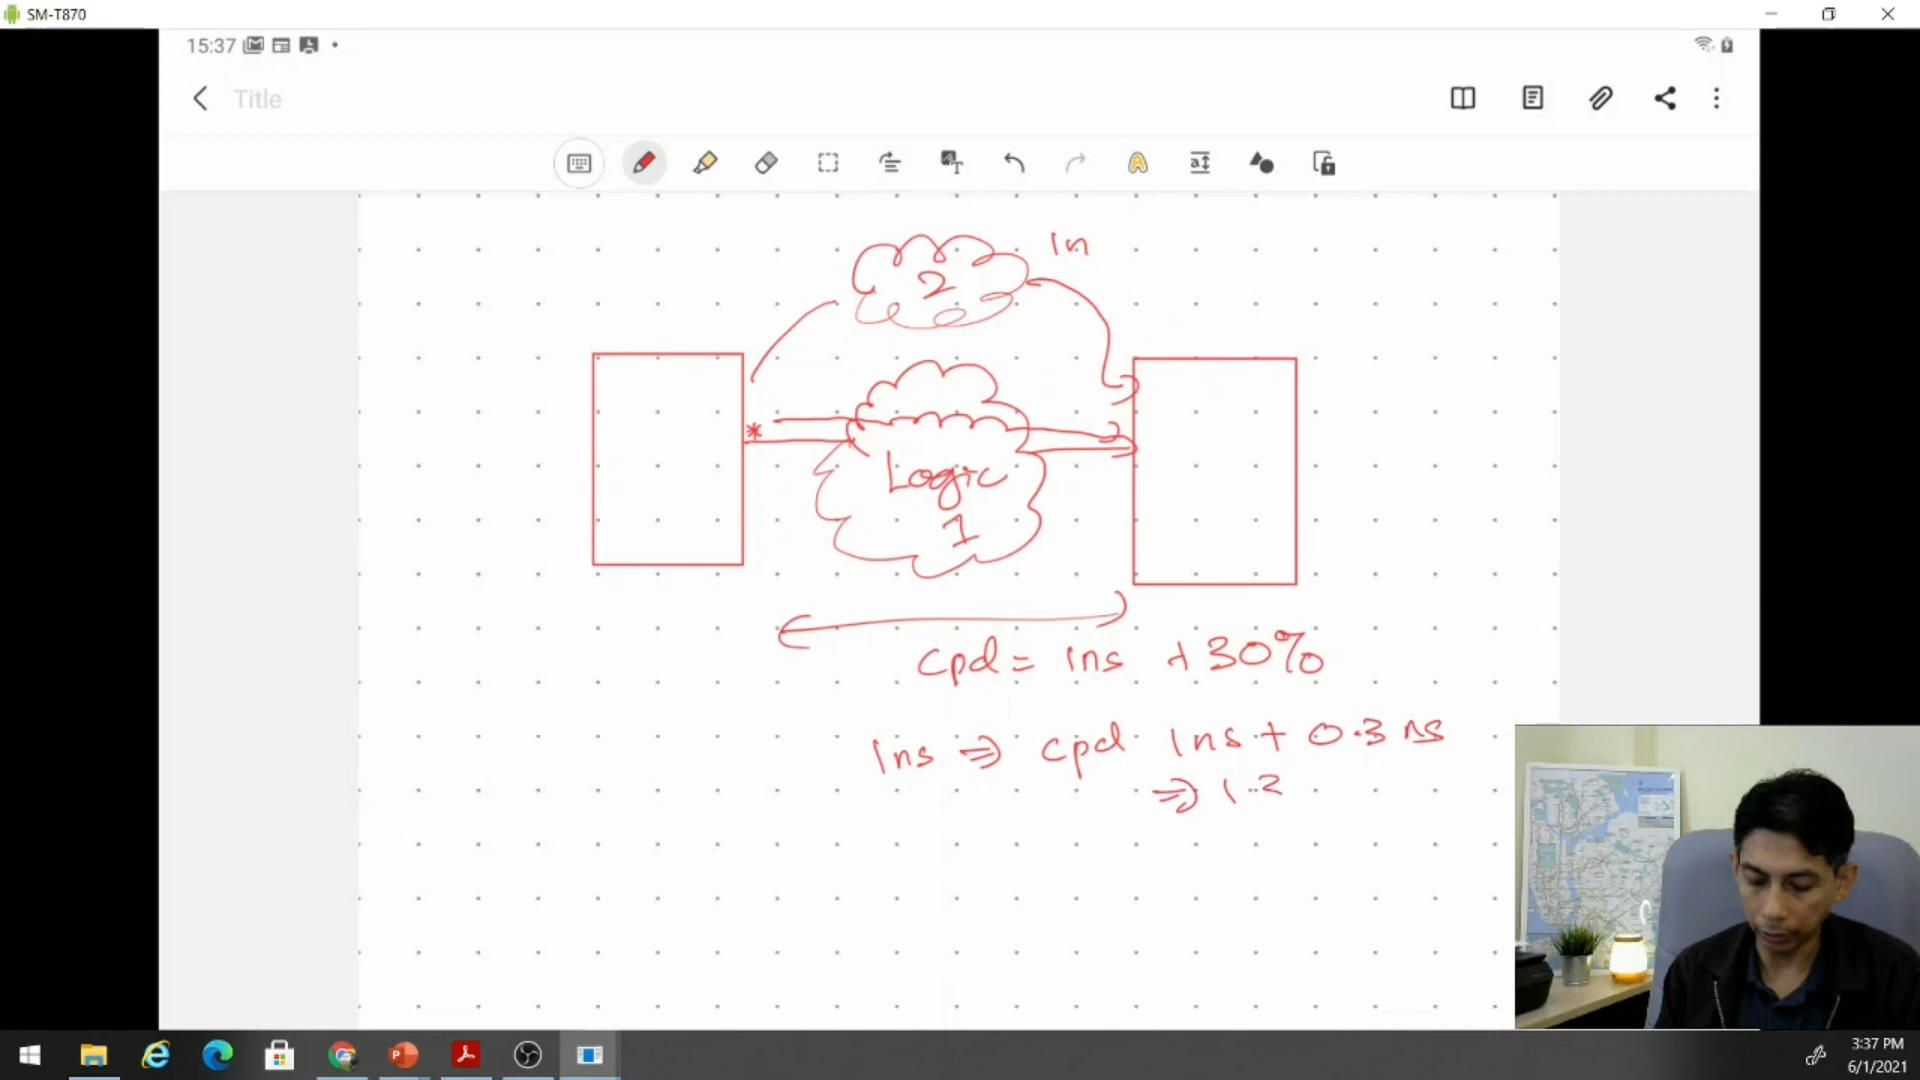 SM-T870
15:37
Title
1n
2
*
Logic
1
cpd = 1ns + 30%
1ns ⇒ cpd 1ns + 0.3 ns
⇒ 1.2
3:37 PM
6/1/2021